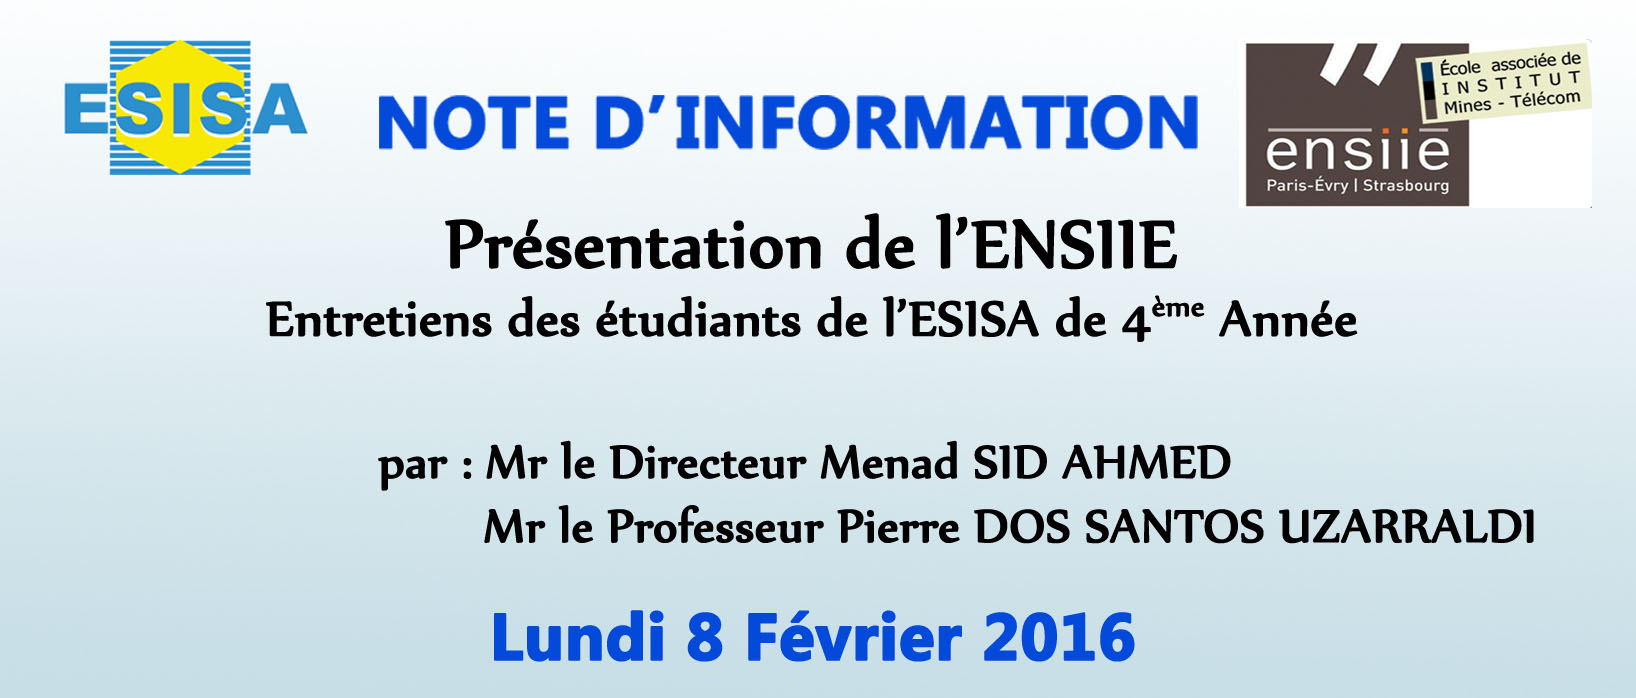 ESISA
NOTE D'INFORMATION
École associée de
INSTITUT
Mines - Télécom
ensiie
Paris-Évry | Strasbourg
Présentation de l'ENSIIE
Entretiens des étudiants de l'ESISA de 4ème Année
par : Mr le Directeur Menad SID AHMED
Mr le Professeur Pierre DOS SANTOS UZARRALDI
Lundi 8 Février 2016